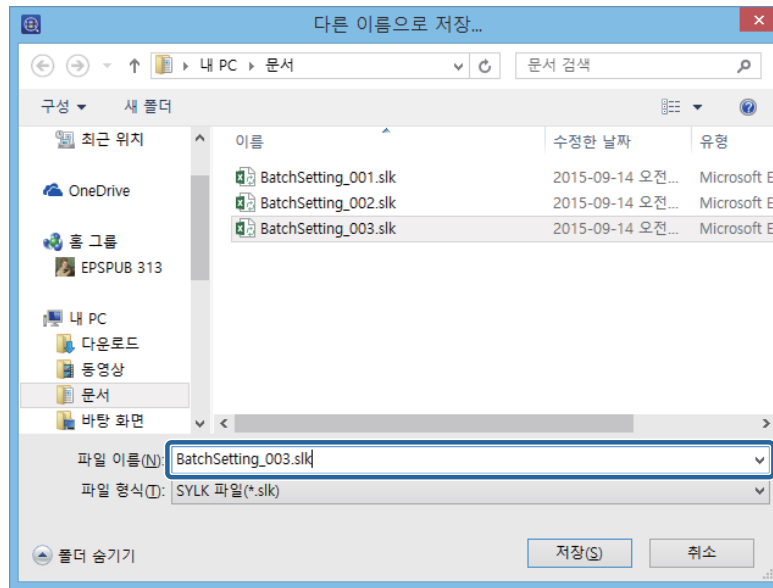 다른 이름으로 저장...
내 PC 문서
문서 검색
구성 새 폴더
최근 위치
OneDrive
홈 그룹
EPSPUB 313
내 PC
다운로드
동영상
문서
바탕 화면
이름 수정한 날짜 유형
BatchSetting_001.slk 2015-09-14 오전... Microsoft E
BatchSetting_002.slk 2015-09-14 오전... Microsoft E
BatchSetting_003.slk 2015-09-14 오전... Microsoft E
파일 이름(N): BatchSetting_003.slk
파일 형식(T): SYLK 파일(*.slk)
폴더 숨기기
저장(S) 취소